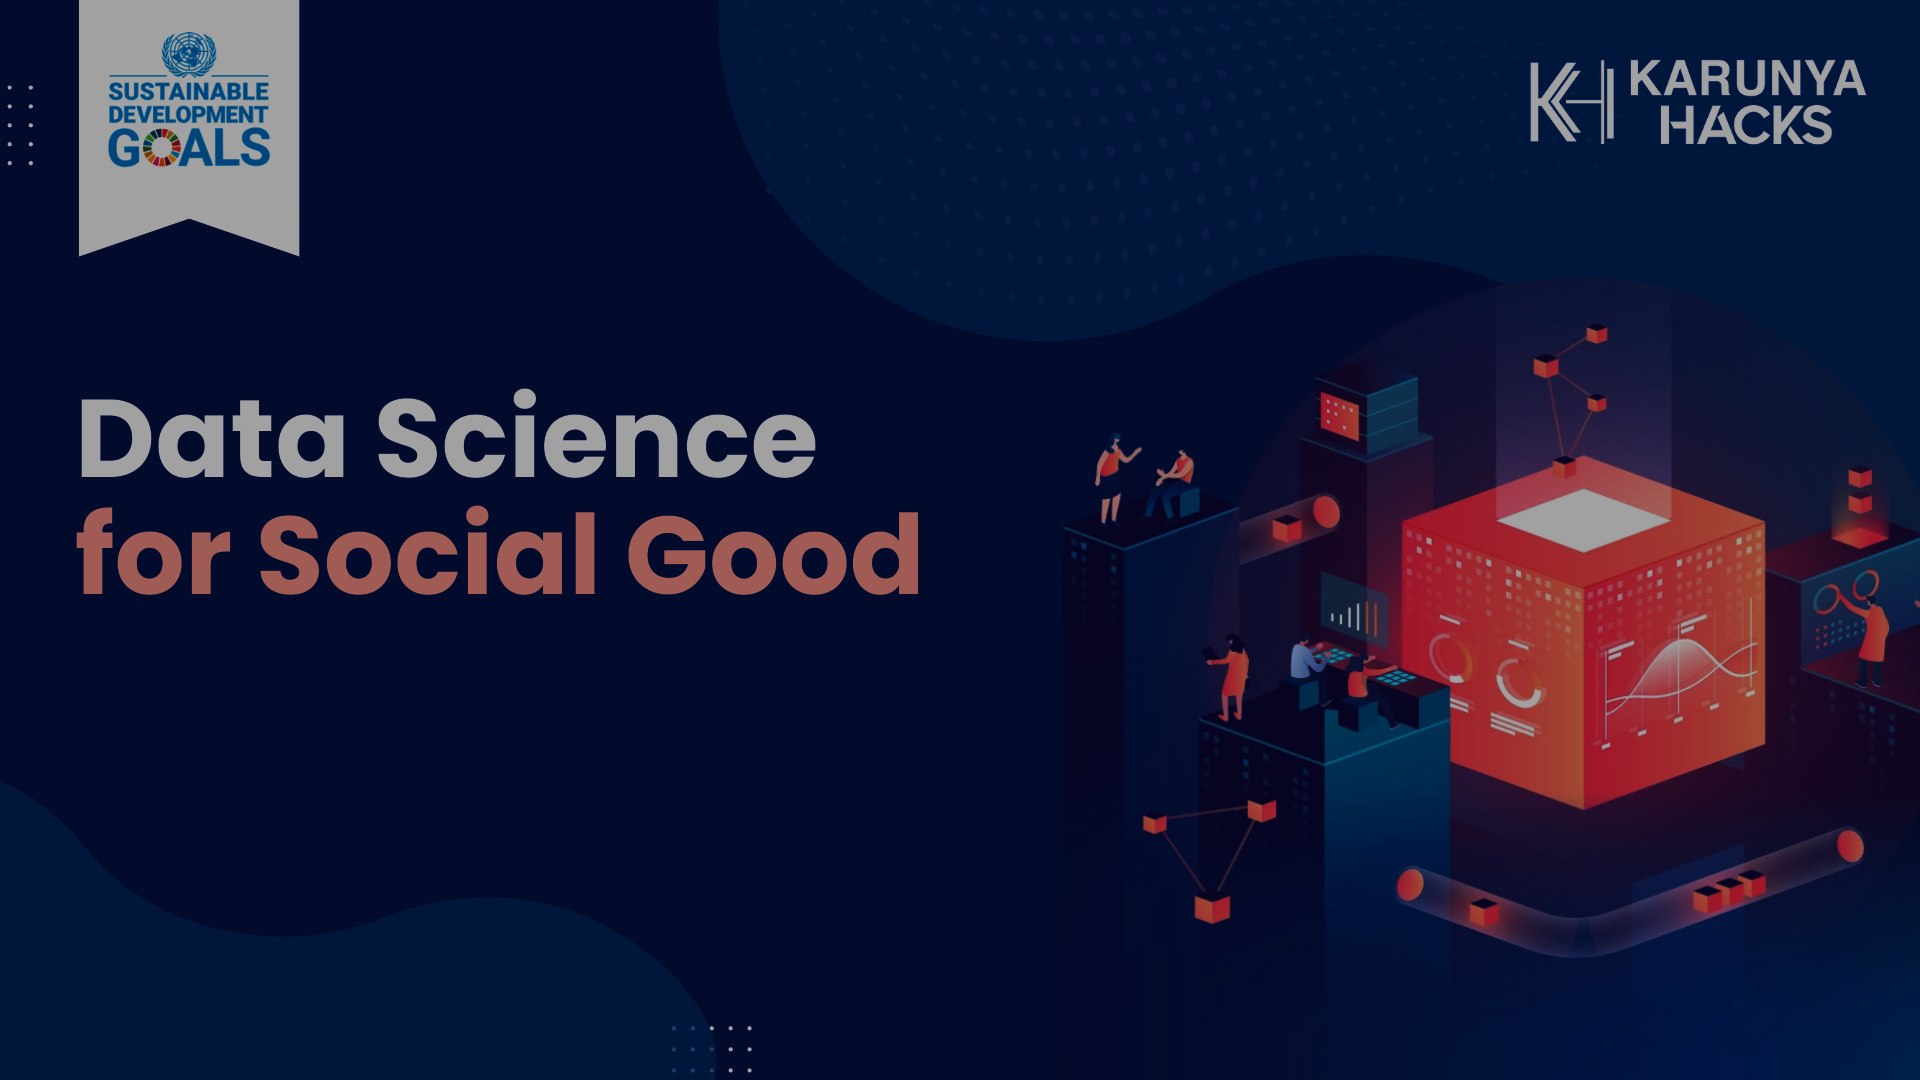 SUSTAINABLE
DEVELOPMENT
GOALS
KARUNYA
HACKS
Data Science
for Social Good